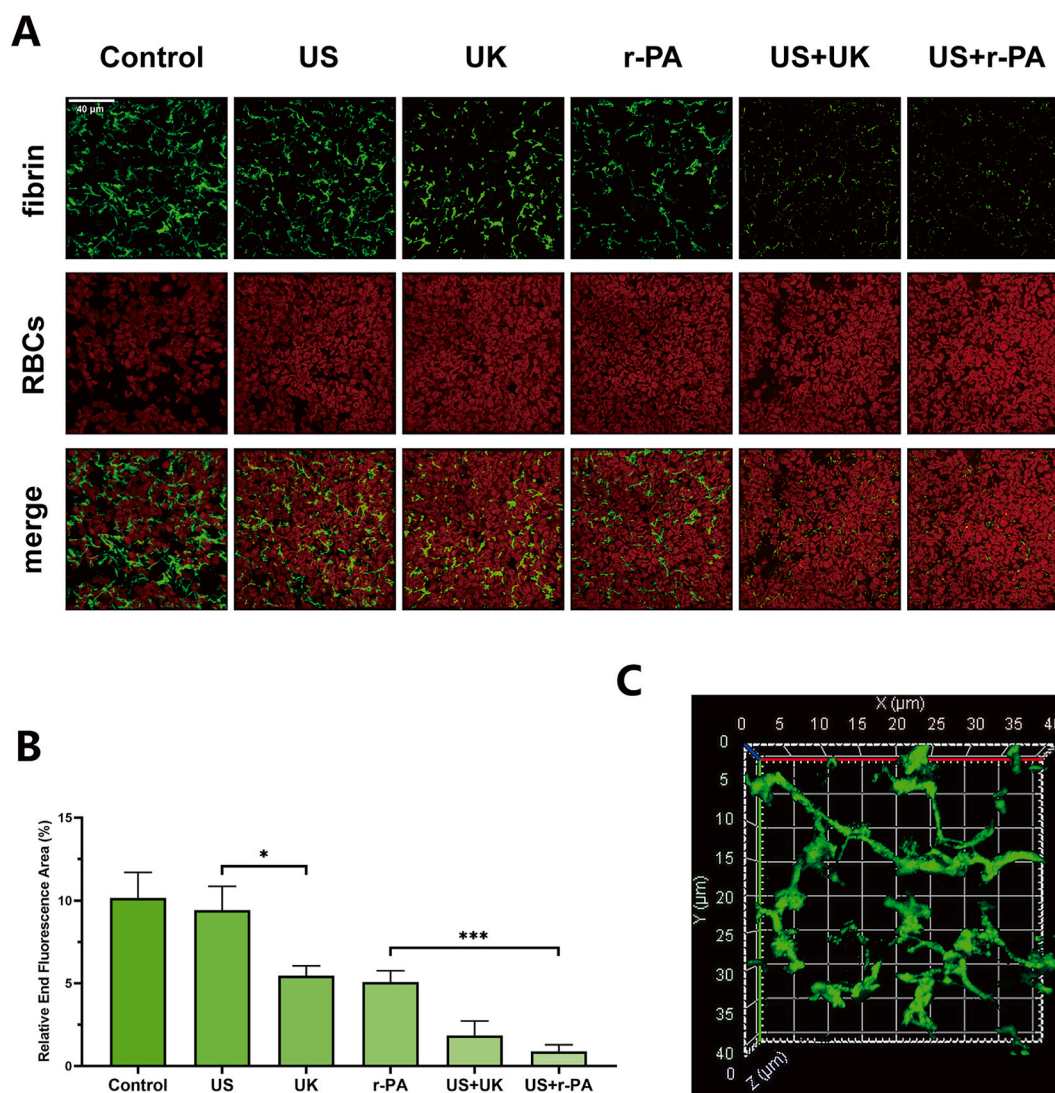 A
Control US UK r-PA US+UK US+r-PA
40 μm
fibrin
RBCs
merge
B
Relative End Fluorescence Area (%)
15
10
5
0
*
***
Control US UK r-PA US+UK US+r-PA
C
X (μm)
0 5 10 15 20 25 30 35 40
Y (μm)
0
5
10
15
20
25
30
35
40
0
Z (μm)